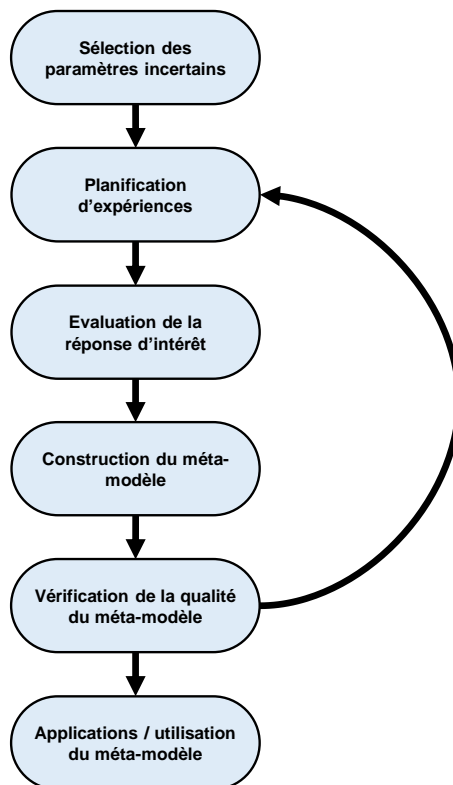 Sélection des
paramètres incertains
Planification
d'expériences
Evaluation de la
réponse d'intérêt
Construction du méta-
modèle
Vérification de la qualité
du méta-modèle
Applications / utilisation
du méta-modèle